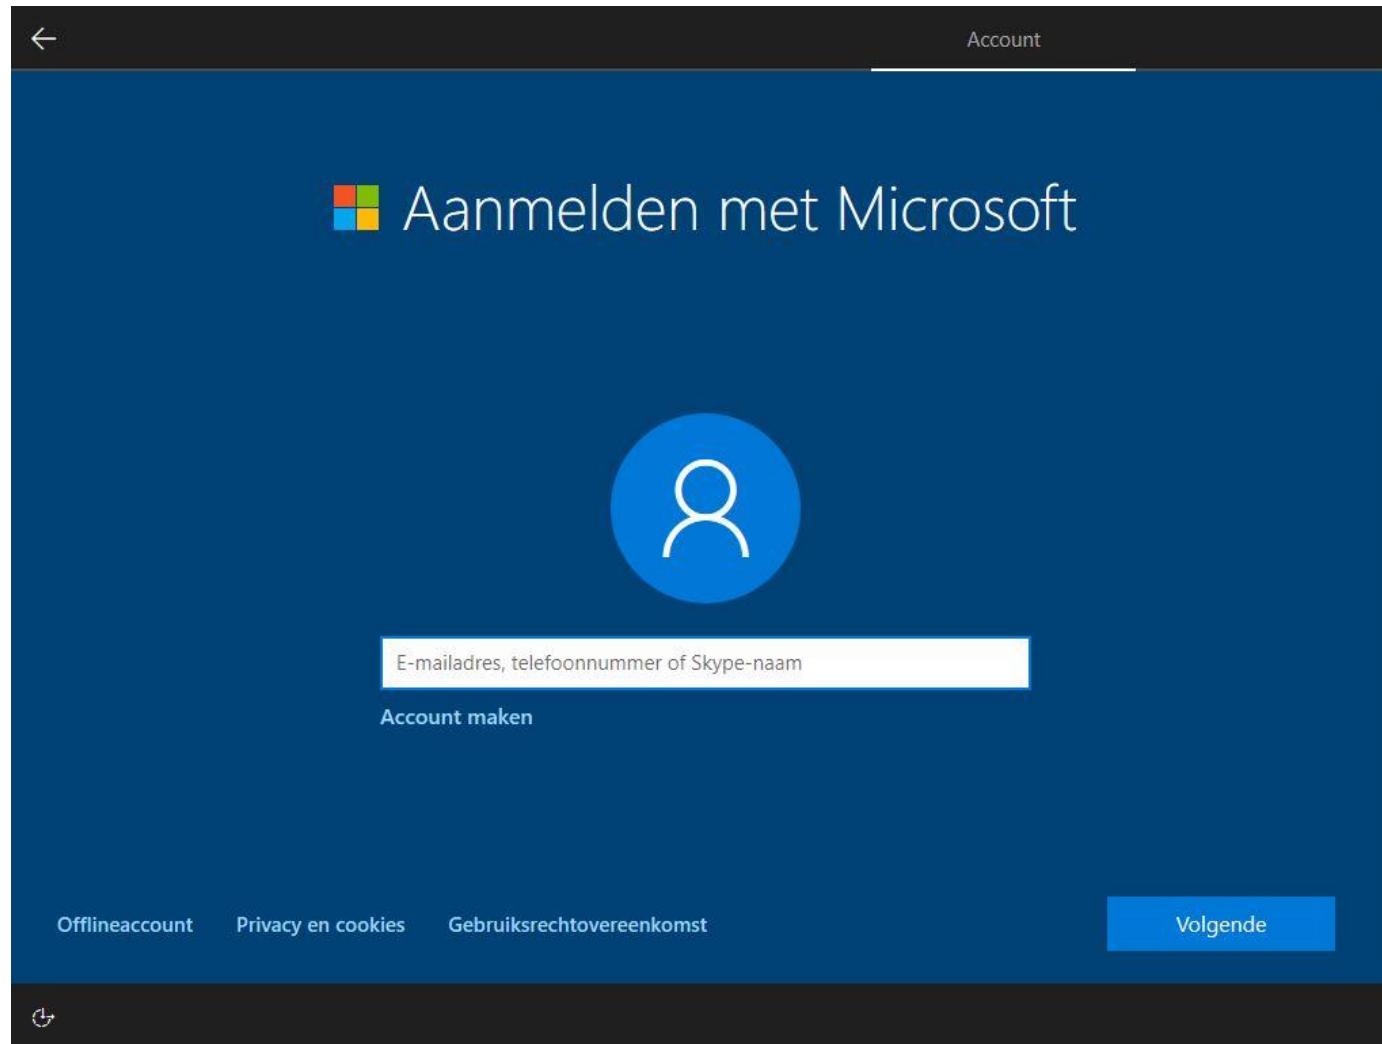 Account
Aanmelden met Microsoft
E-mailadres, telefoonnummer of Skype-naam
Account maken
Offlineaccount Privacy en cookies Gebruiksrechtovereenkomst Volgende